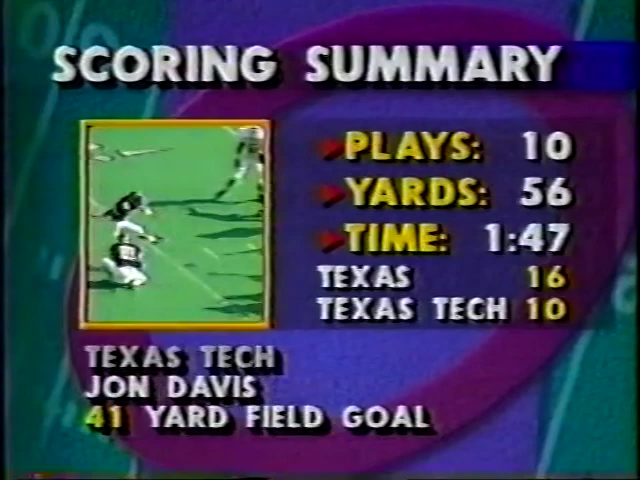 SCORING SUMMARY
PLAYS: 10
YARDS: 56
TIME: 1:47
TEXAS 16
TEXAS TECH 10
TEXAS TECH
JON DAVIS
41 YARD FIELD GOAL